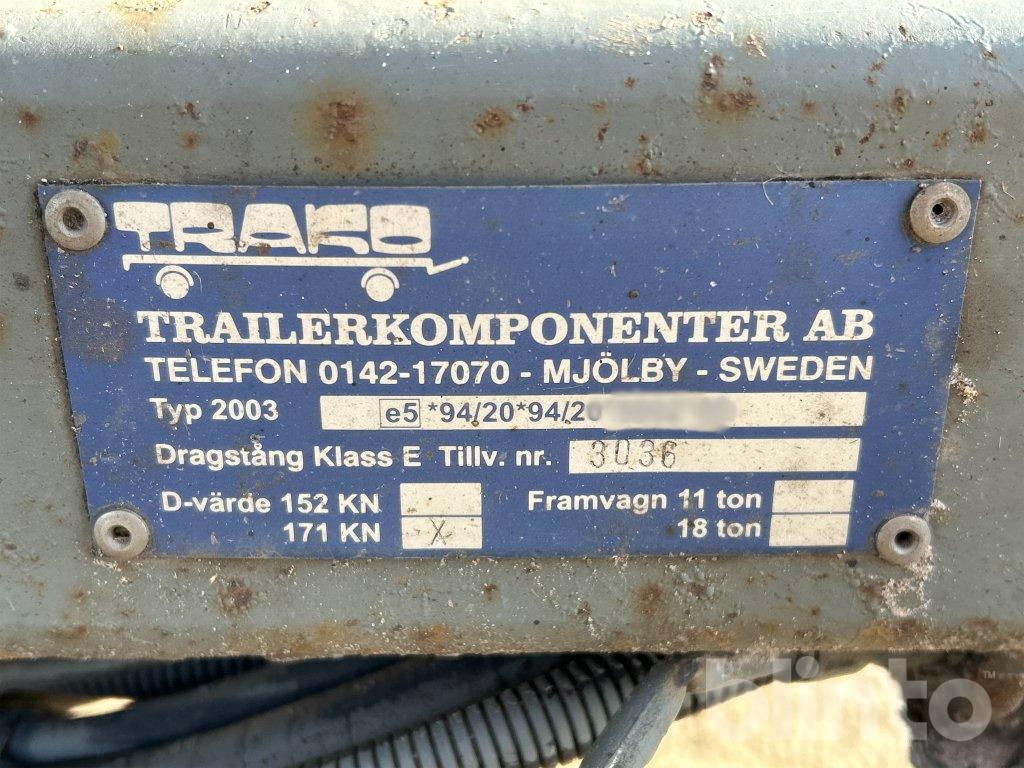 TRAKO
TRAILERKOMPONENTER AB
TELEFON 0142-17070 - MJÖLBY - SWEDEN
Typ 2003 e5 *94/20*94/2
Dragstång Klass E Tillv. nr. 3036
D-värde 152 KN Framvagn 11 ton
171 KN X 18 ton
blinto™